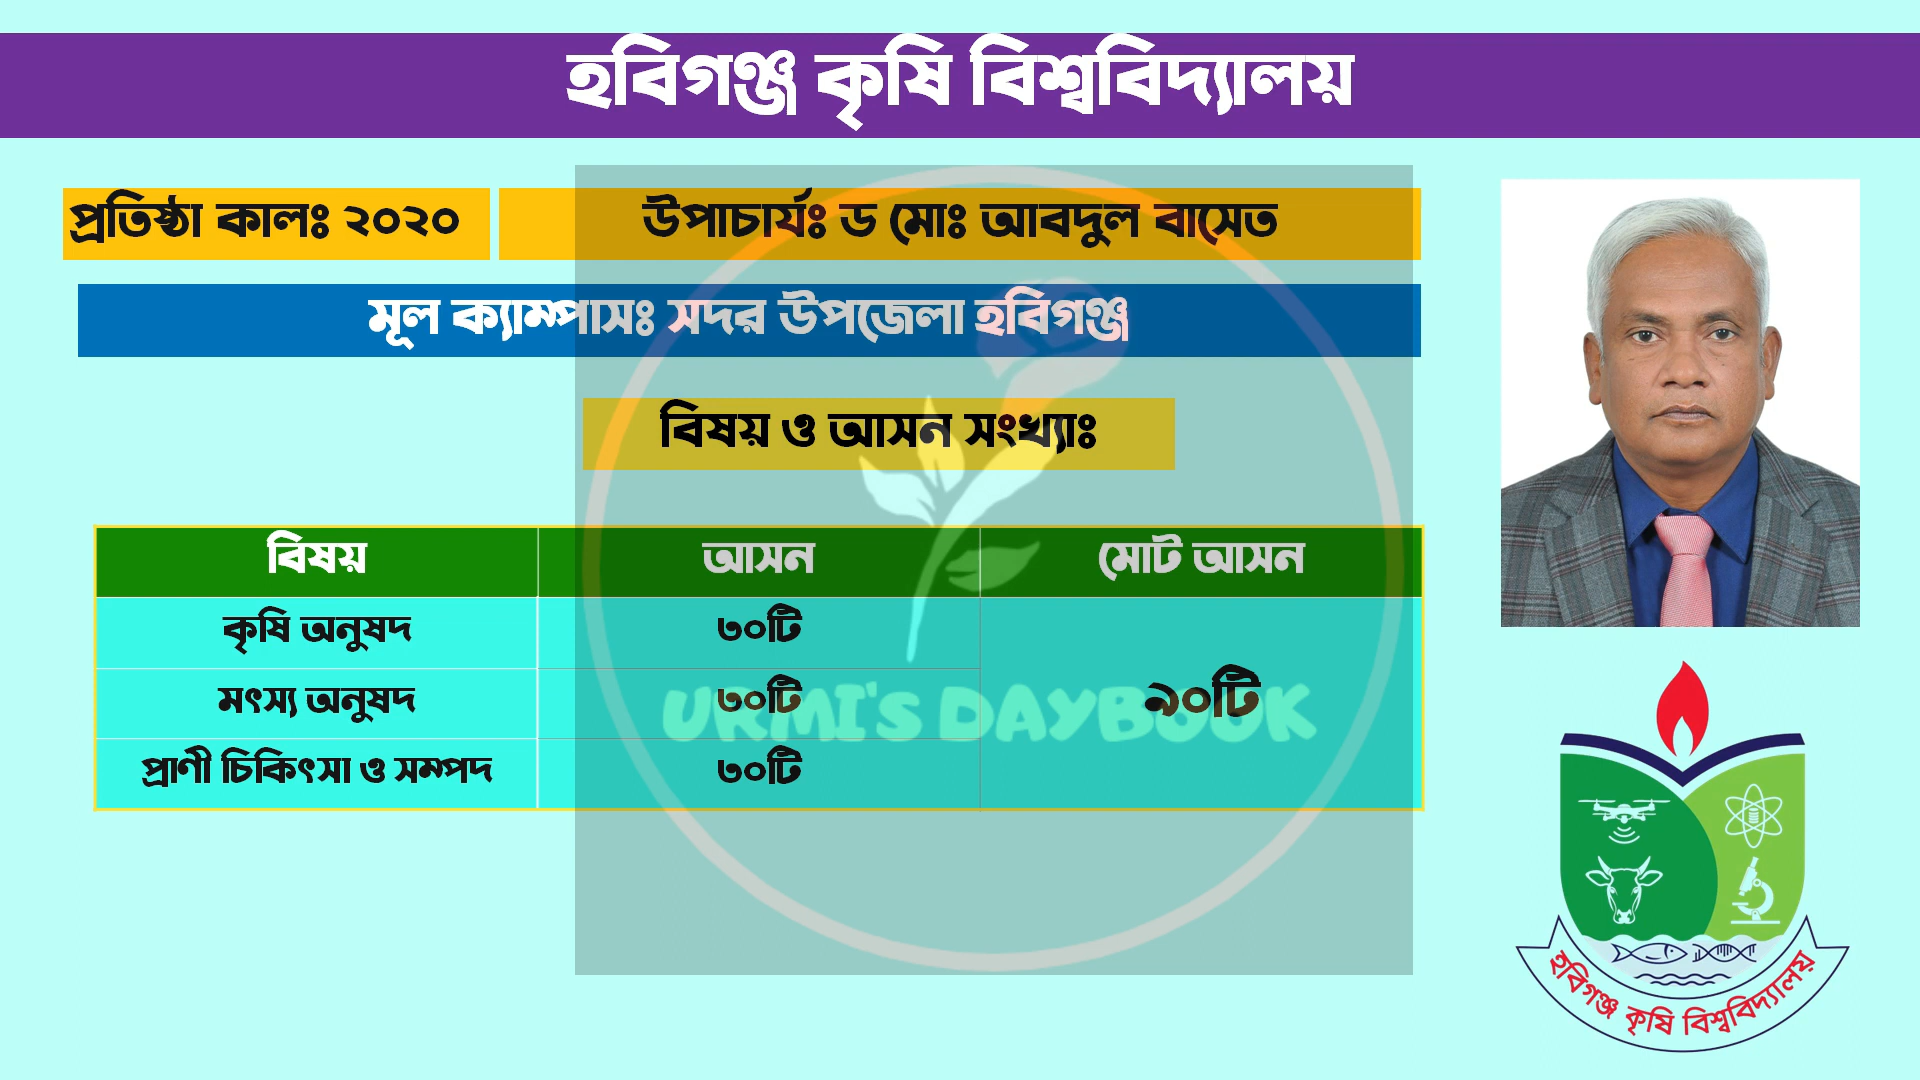 হবিগঞ্জ কৃষি বিশ্ববিদ্যালয়
প্রতিষ্ঠা কালঃ ২০২০
উপাচার্যঃ ড মোঃ আবদুল বাসেত
মূল ক্যাম্পাসঃ সদর উপজেলা হবিগঞ্জ
বিষয় ও আসন সংখ্যাঃ
বিষয় আসন মোট আসন
কৃষি অনুষদ ৩০টি
মৎস্য অনুষদ ৩০টি ৯০টি
প্রাণী চিকিৎসা ও সম্পদ ৩০টি
URMI'S DAYBOOK
হবিগঞ্জ কৃষি বিশ্ববিদ্যালয়